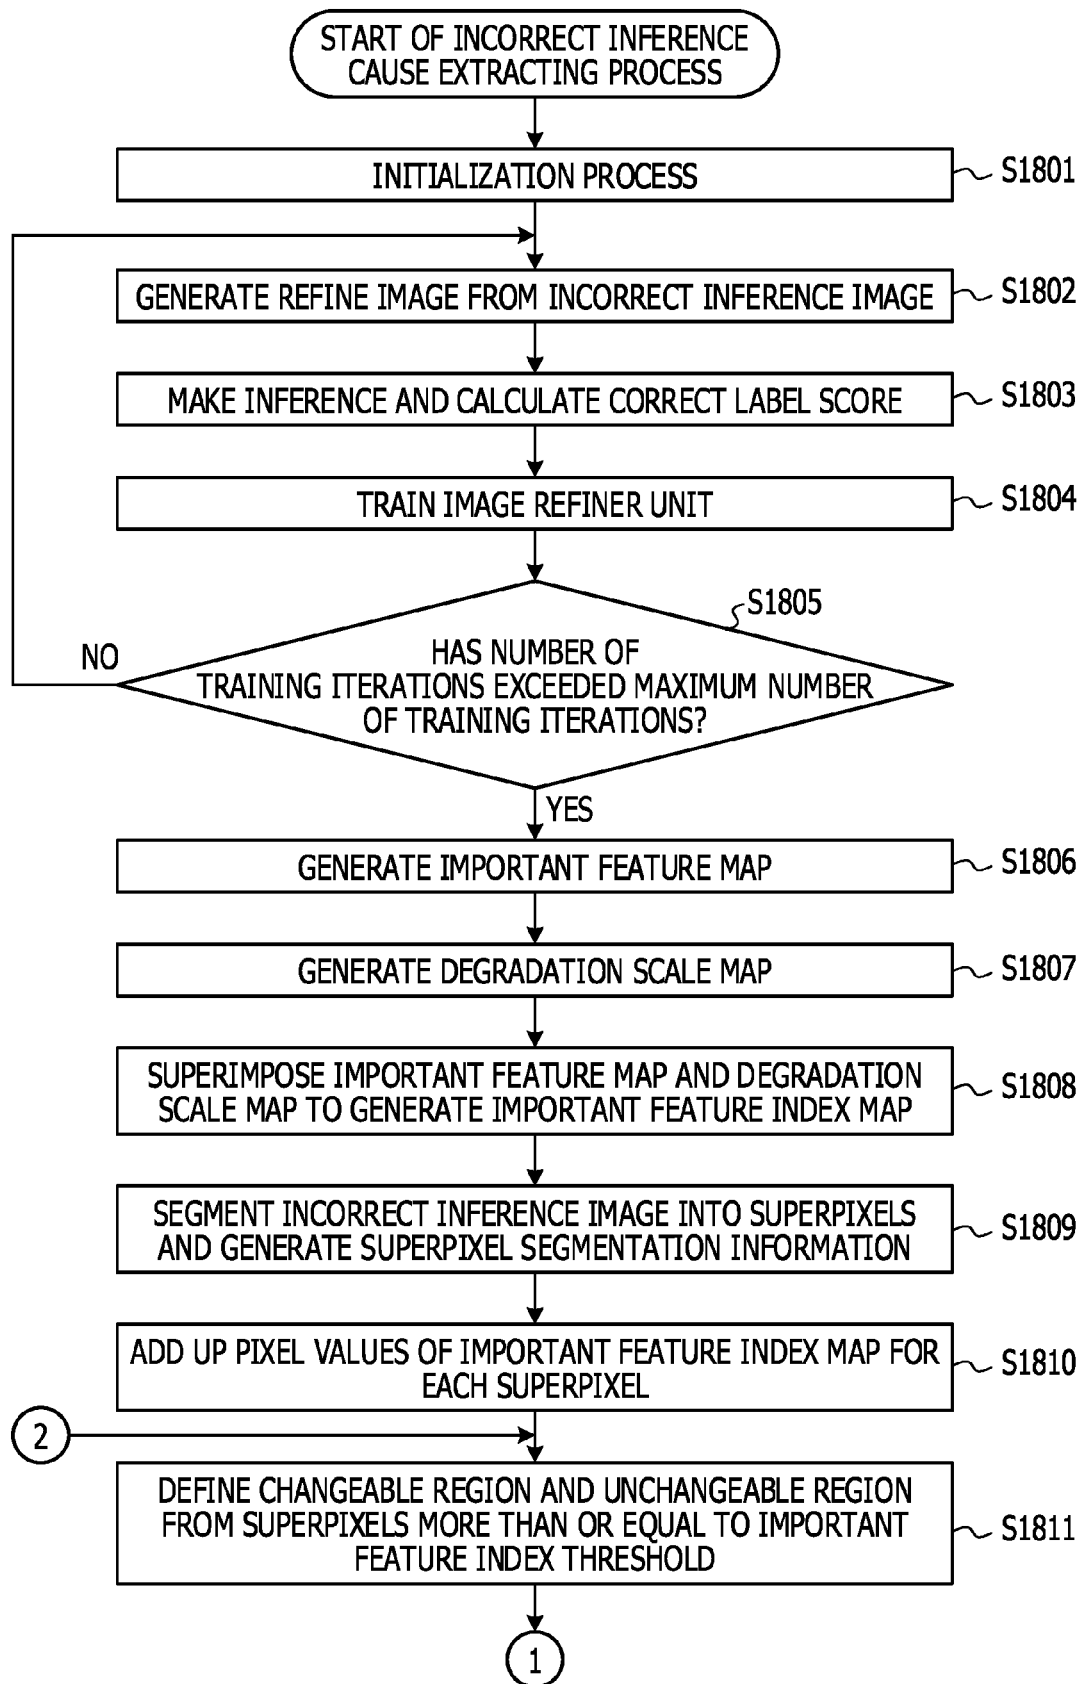 START OF INCORRECT INFERENCE
CAUSE EXTRACTING PROCESS
INITIALIZATION PROCESS
S1801
GENERATE REFINE IMAGE FROM INCORRECT INFERENCE IMAGE
S1802
MAKE INFERENCE AND CALCULATE CORRECT LABEL SCORE
S1803
TRAIN IMAGE REFINER UNIT
S1804
S1805
HAS NUMBER OF
TRAINING ITERATIONS EXCEEDED MAXIMUM NUMBER
OF TRAINING ITERATIONS?
NO
YES
GENERATE IMPORTANT FEATURE MAP
S1806
GENERATE DEGRADATION SCALE MAP
S1807
SUPERIMPOSE IMPORTANT FEATURE MAP AND DEGRADATION
SCALE MAP TO GENERATE IMPORTANT FEATURE INDEX MAP
S1808
SEGMENT INCORRECT INFERENCE IMAGE INTO SUPERPIXELS
AND GENERATE SUPERPIXEL SEGMENTATION INFORMATION
S1809
ADD UP PIXEL VALUES OF IMPORTANT FEATURE INDEX MAP FOR
EACH SUPERPIXEL
S1810
2
DEFINE CHANGEABLE REGION AND UNCHANGEABLE REGION
FROM SUPERPIXELS MORE THAN OR EQUAL TO IMPORTANT
FEATURE INDEX THRESHOLD
S1811
1